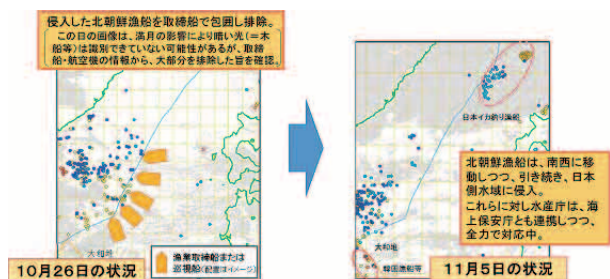 侵入した北朝鮮漁船を取締船で包囲し排除。
この日の画像は、満月の影響により暗い光(=木
船等)は識別できていない可能性があるが、取締
船・航空機の情報から、大部分を排除した旨を確認。
大和堆
漁業取締船または
巡視船(配置はイメージ)
10月26日の状況
日本イカ釣り漁船
北朝鮮漁船は、南西に移
動しつつ、引き続き、日本
側水域に侵入。
これらに対し水産庁は、海
上保安庁とも連携しつつ、
全力で対応中。
大和堆
韓国漁船等
11月5日の状況